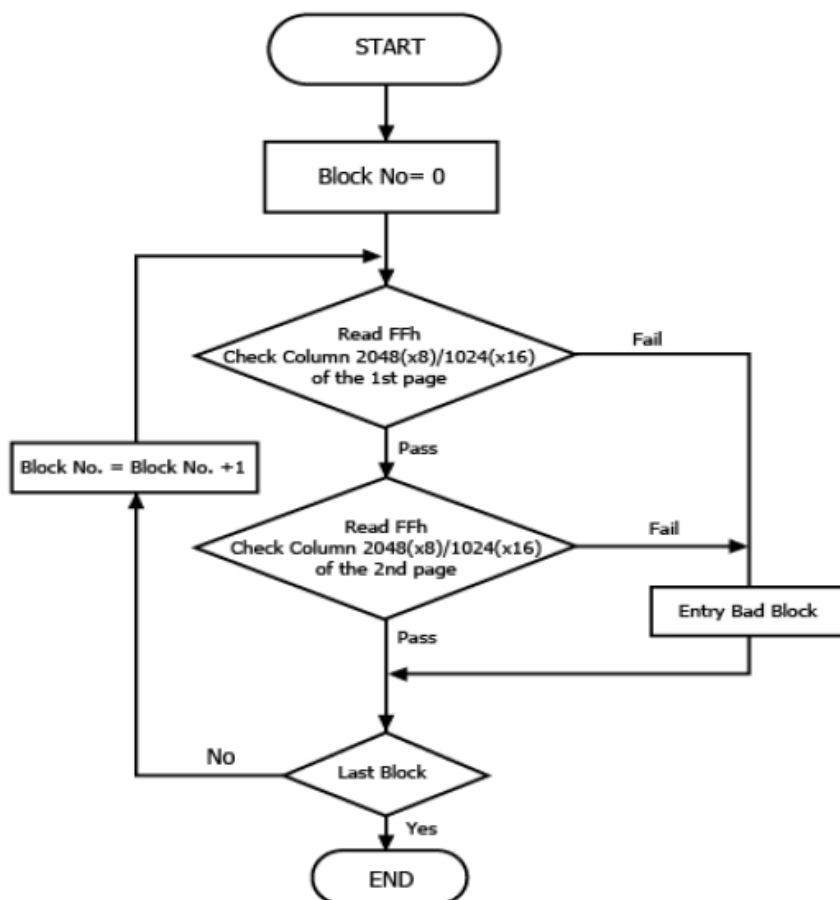 START
Block No= 0
Read FFh
Check Column 2048(x8)/1024(x16)
of the 1st page
Fail
Pass
Block No. = Block No. +1
Read FFh
Check Column 2048(x8)/1024(x16)
of the 2nd page
Fail
Entry Bad Block
Pass
No
Last Block
Yes
END